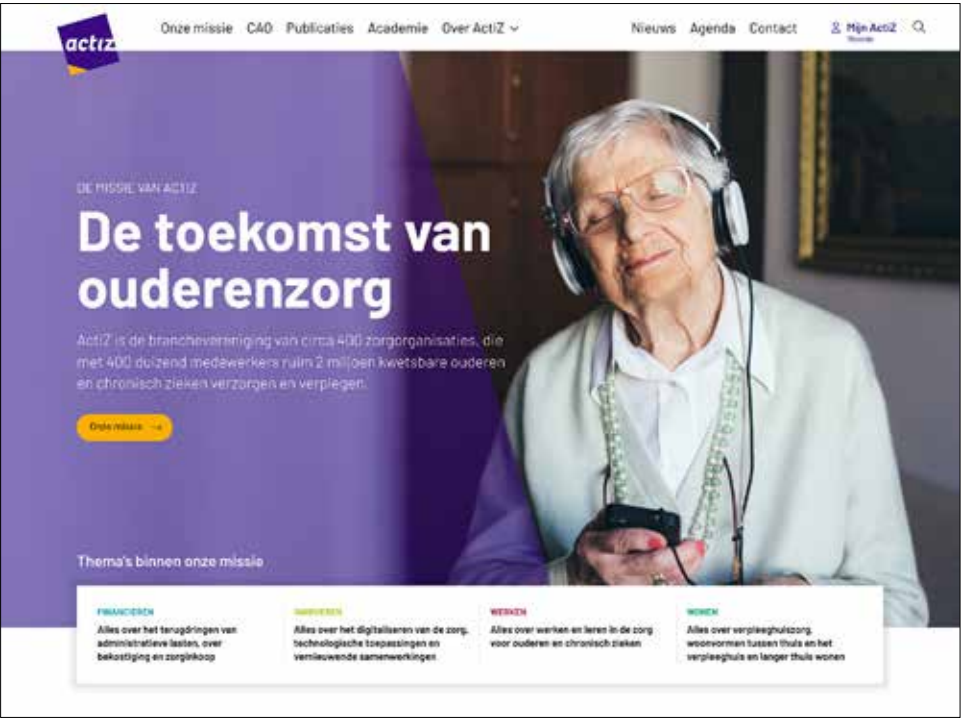 actiz
Onze missie CAO Publicaties Academie Over ActiZ
Nieuws Agenda Contact
Mijn ActiZ
DE MISSIE VAN ACTIZ
De toekomst van
ouderenzorg
ActiZ is de branchevereniging van circa 400 zorgorganisaties, die
met 400 duizend medewerkers ruim 2 miljoen kwetsbare ouderen
en chronisch zieken verzorgen en verplegen.
Onze missie →
Thema's binnen onze missie
FINANCIEREN
Alles over het terugdringen van
administratieve lasten, over
bekostiging en zorginkoop
Alles over het digitaliseren van de zorg,
technologische toepassingen en
vernieuwende samenwerkingen
WERKEN
Alles over werken en leren in de zorg
voor ouderen en chronisch zieken
WONEN
Alles over verpleeghuiszorg,
woonvormen tussen thuis en het
verpleeghuis en langer thuis wonen